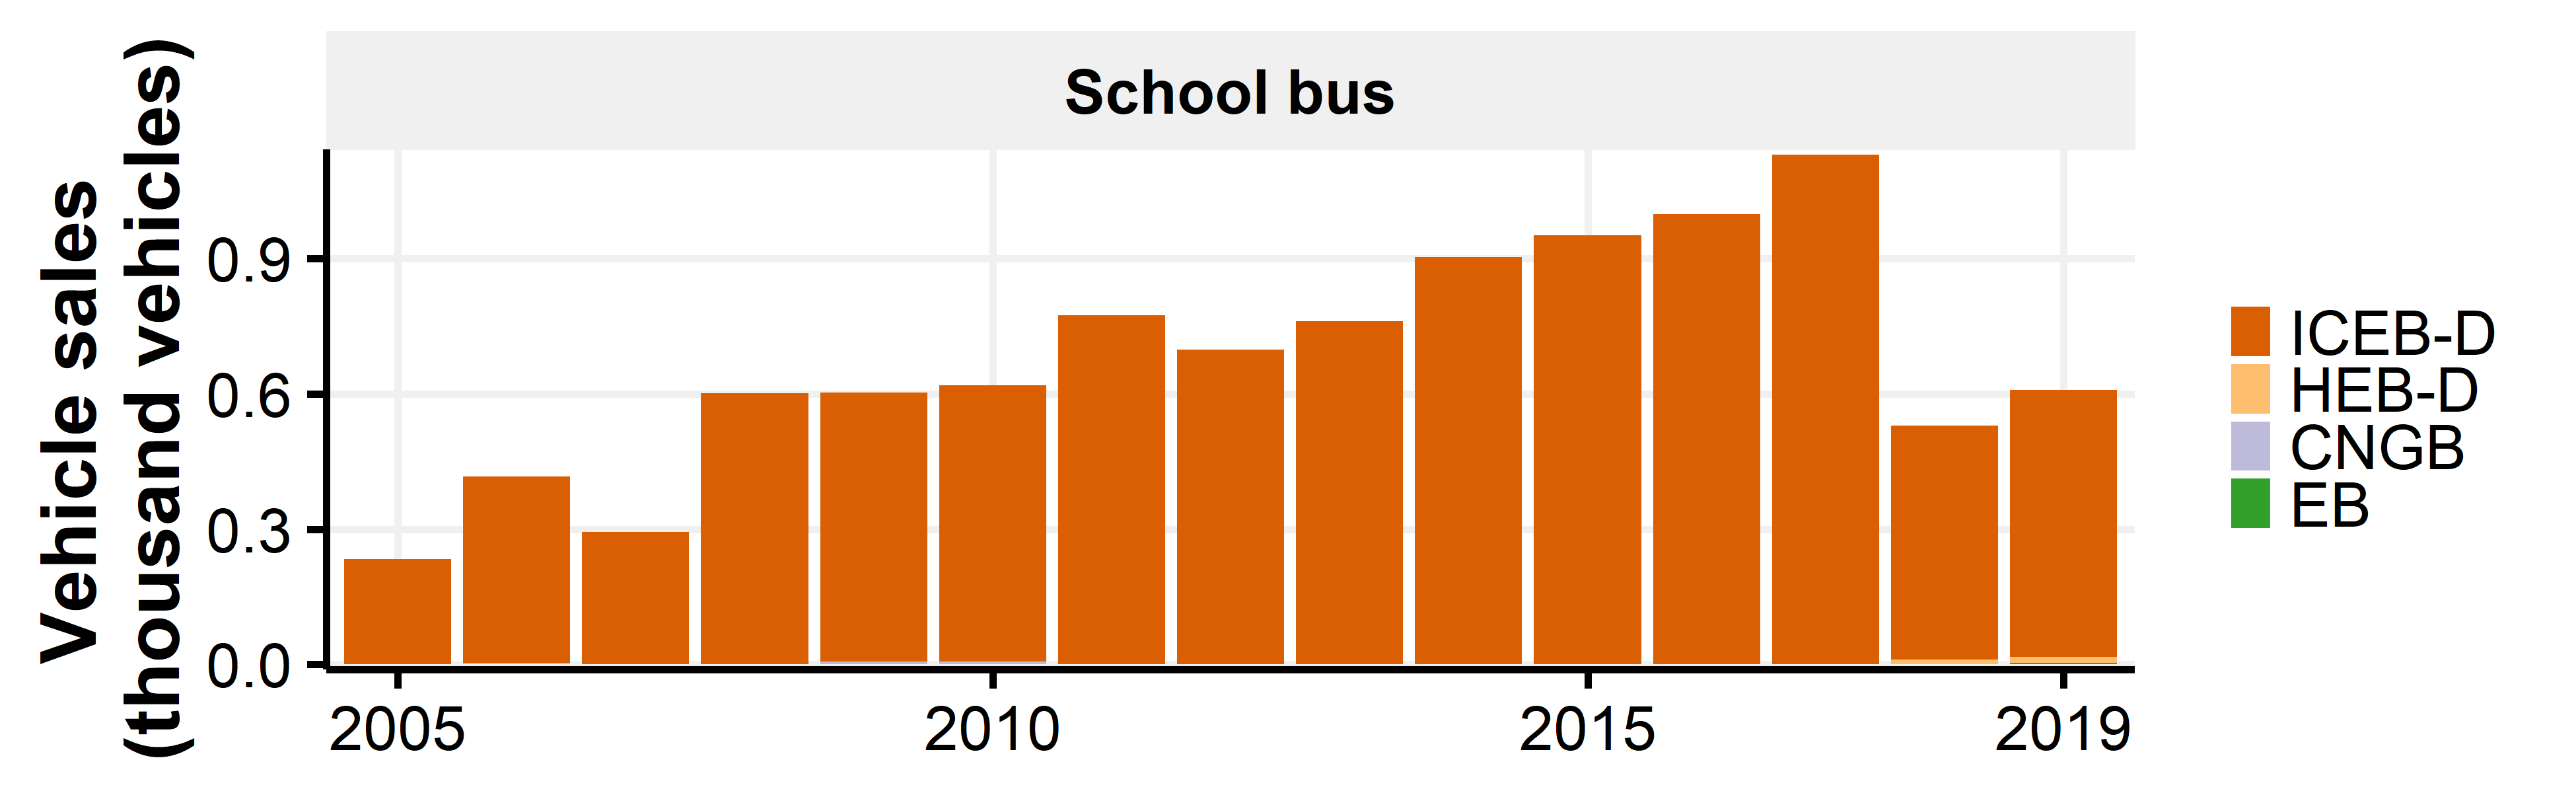 School bus
Vehicle sales
(thousand vehicles)
0.9
0.6
0.3
0.0
2005
2010
2015
2019
ICEB-D
HEB-D
CNGB
EB